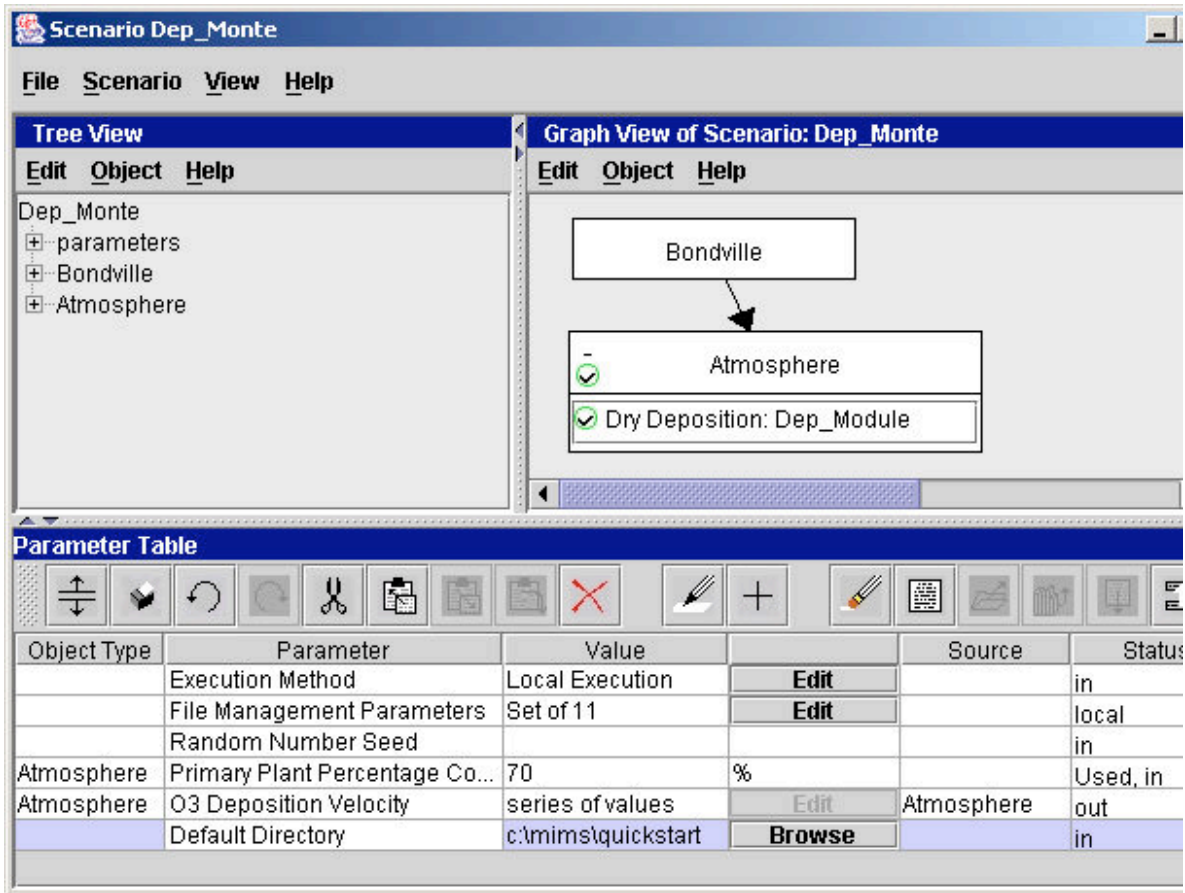 Scenario Dep_Monte
File Scenario View Help
Tree View
Edit Object Help
Dep_Monte
parameters
Bondville
Atmosphere
Graph View of Scenario: Dep_Monte
Edit Object Help
Bondville
Atmosphere
Dry Deposition: Dep_Module
Parameter Table
Object Type Parameter Value Source Status
Execution Method Local Execution Edit in
File Management Parameters Set of 11 Edit local
Random Number Seed in
Atmosphere Primary Plant Percentage Co... 70 % Used, in
Atmosphere O3 Deposition Velocity series of values Edit Atmosphere out
Default Directory c:\mims\quickstart Browse in